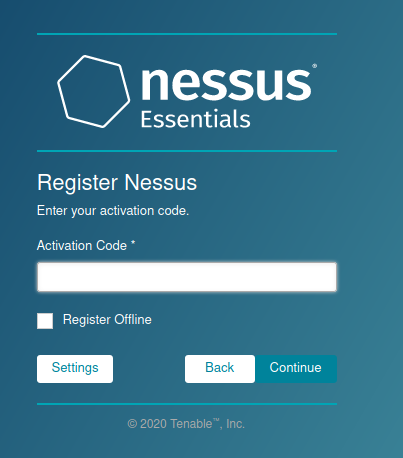 nessus®
Essentials
Register Nessus
Enter your activation code.
Activation Code *
Register Offline
Settings
Back
Continue
© 2020 Tenable™, Inc.